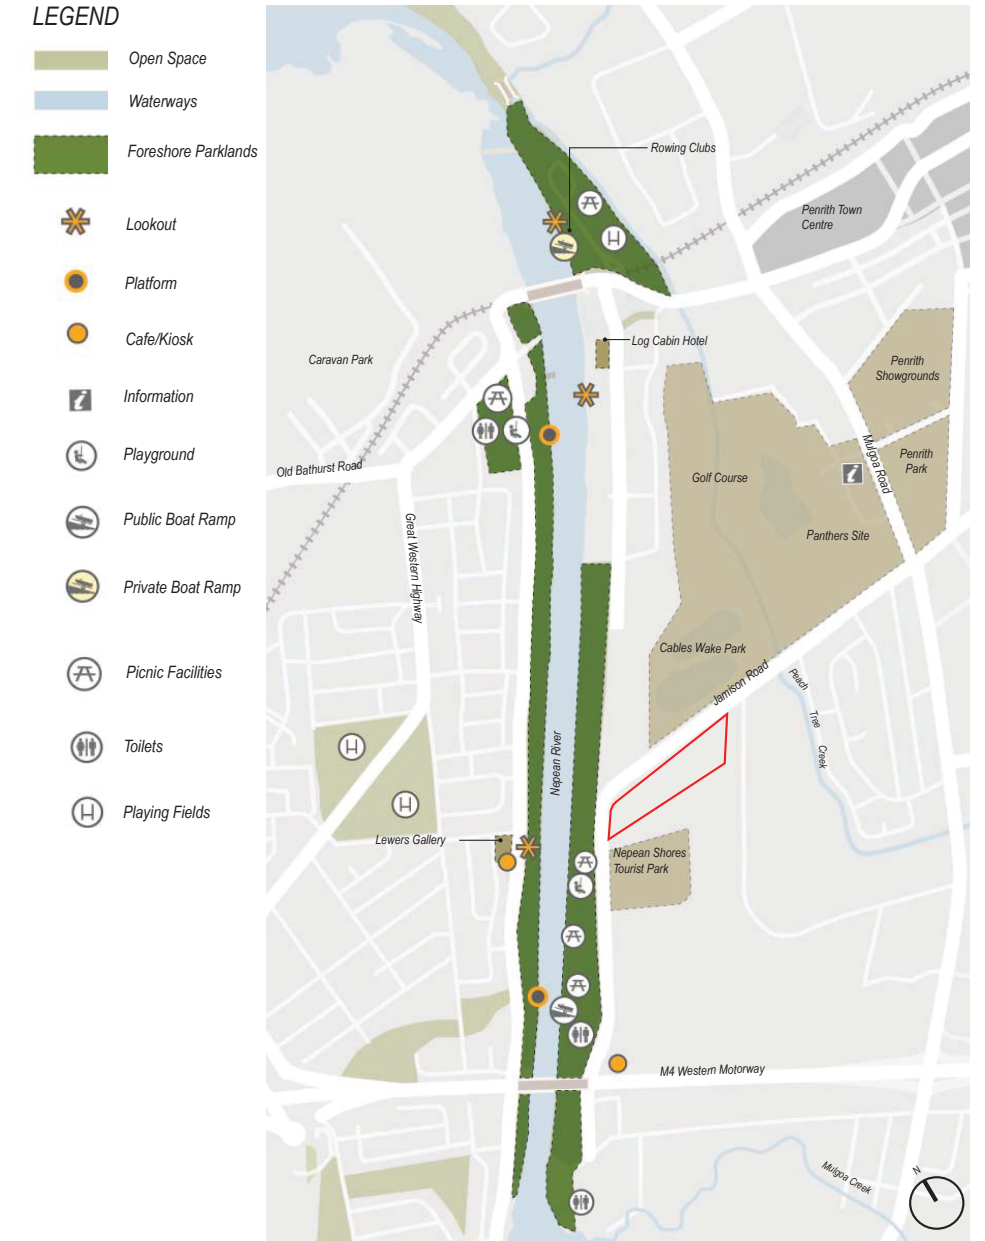 LEGEND
Open Space
Waterways
Foreshore Parklands
Lookout
Platform
Cafe/Kiosk
i
Information
Playground
Public Boat Ramp
Private Boat Ramp
Picnic Facilities
Toilets
H
Playing Fields
Rowing Clubs
Penrith Town
Centre
H
Log Cabin Hotel
Caravan Park
Penrith
Showgrounds
Old Bathurst Road
Mulgoa Road
Penrith
Park
Golf Course
i
Great Western Highway
Panthers Site
Cables Wake Park
Jamison Road
Peach
Tree
Creek
H
Nepean River
H
Lewers Gallery
Nepean Shores
Tourist Park
M4 Western Motorway
Mulgoa Creek
N